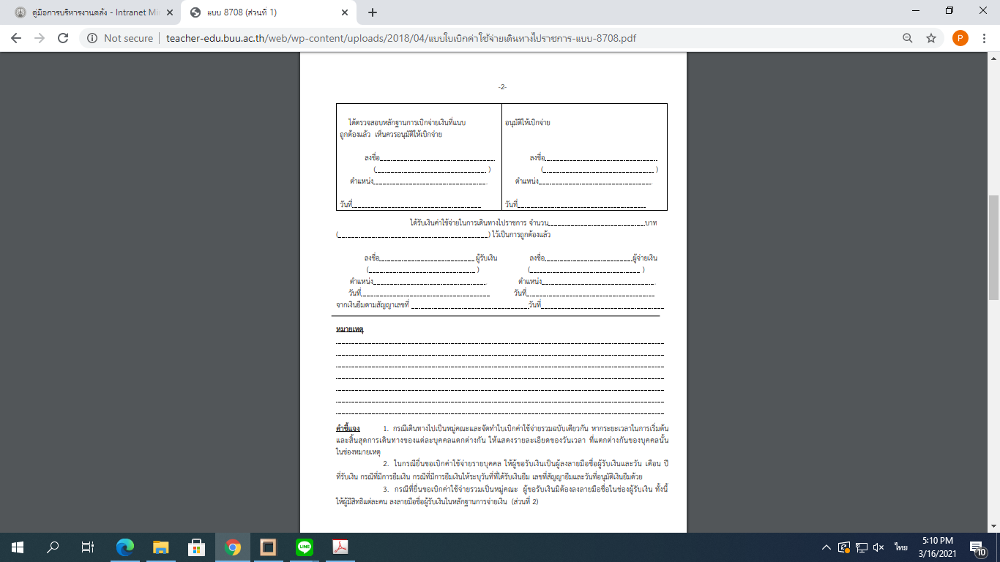 คู่มือการบริหารงานคลัง - Intranet Mi
แบบ 8708 (ส่วนที่ 1)
Not secure
teacher-edu.buu.ac.th/web/wp-content/uploads/2018/04/แบบใบเบิกค่าใช้จ่ายเดินทางไปราชการ-แบบ-8708.pdf
P
-2-
ได้ตรวจสอบหลักฐานการเบิกจ่ายเงินที่แนบ อนุมัติให้เบิกจ่าย
ถูกต้องแล้ว เห็นควรอนุมัติให้เบิกจ่าย
ลงชื่อ ลงชื่อ
( ) ( )
ตำแหน่ง ตำแหน่ง
วันที่ วันที่
ได้รับเงินค่าใช้จ่ายในการเดินทางไปราชการ จำนวน บาท
( ) ไว้เป็นการถูกต้องแล้ว
ลงชื่อ ผู้รับเงิน ลงชื่อ ผู้จ่ายเงิน
( ) ( )
ตำแหน่ง ตำแหน่ง
วันที่ วันที่
จากเงินยืมตามสัญญาเลขที่ วันที่
หมายเหตุ
คำชี้แจง 1. กรณีเดินทางไปเป็นหมู่คณะและจัดทำใบเบิกค่าใช้จ่ายรวมฉบับเดียวกัน หากระยะเวลาในการเริ่มต้น
และสิ้นสุดการเดินทางของแต่ละบุคคลแตกต่างกัน ให้แสดงรายละเอียดของวันเวลา ที่แตกต่างกันของบุคคลนั้น
ในช่องหมายเหตุ
2. ในกรณียื่นขอเบิกค่าใช้จ่ายรายบุคคล ให้ผู้ขอรับเงินเป็นผู้ลงลายมือชื่อผู้รับเงินและวัน เดือน ปี
ที่รับเงิน กรณีที่มีการยืมเงิน กรณีที่มีการยืมเงินให้ระบุวันที่ที่ได้รับเงินยืม เลขที่สัญญายืมและวันที่อนุมัติเงินยืมด้วย
3. กรณีที่ยื่นขอเบิกค่าใช้จ่ายรวมเป็นหมู่คณะ ผู้ขอรับเงินมิต้องลงลายมือชื่อในช่องผู้รับเงิน ทั้งนี้
ให้ผู้มีสิทธิแต่ละคน ลงลายมือชื่อผู้รับเงินในหลักฐานการจ่ายเงิน (ส่วนที่ 2)
LINE
ไทย
5:10 PM
3/16/2021
10